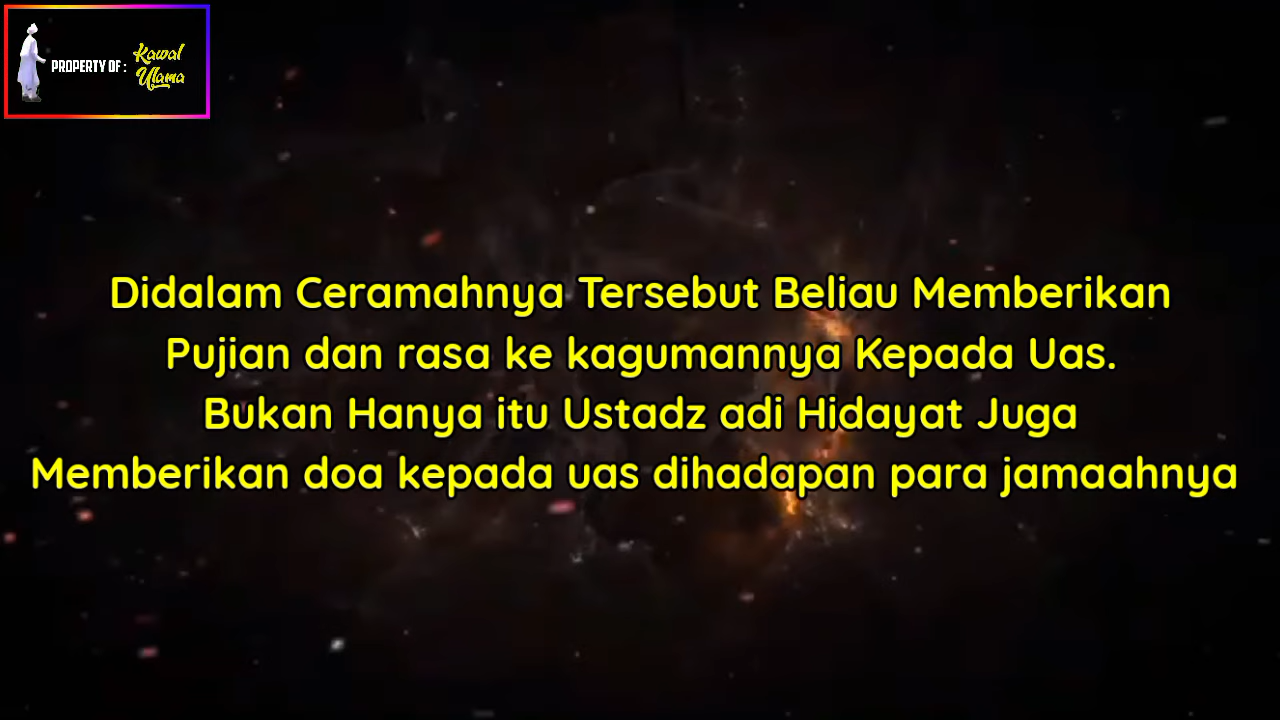 PROPERTY OF : Kawal Ulama
Didalam Ceramahnya Tersebut Beliau Memberikan
Pujian dan rasa ke kagumannya Kepada Uas.
Bukan Hanya itu Ustadz adi Hidayat Juga
Memberikan doa kepada uas dihadapan para jamaahnya